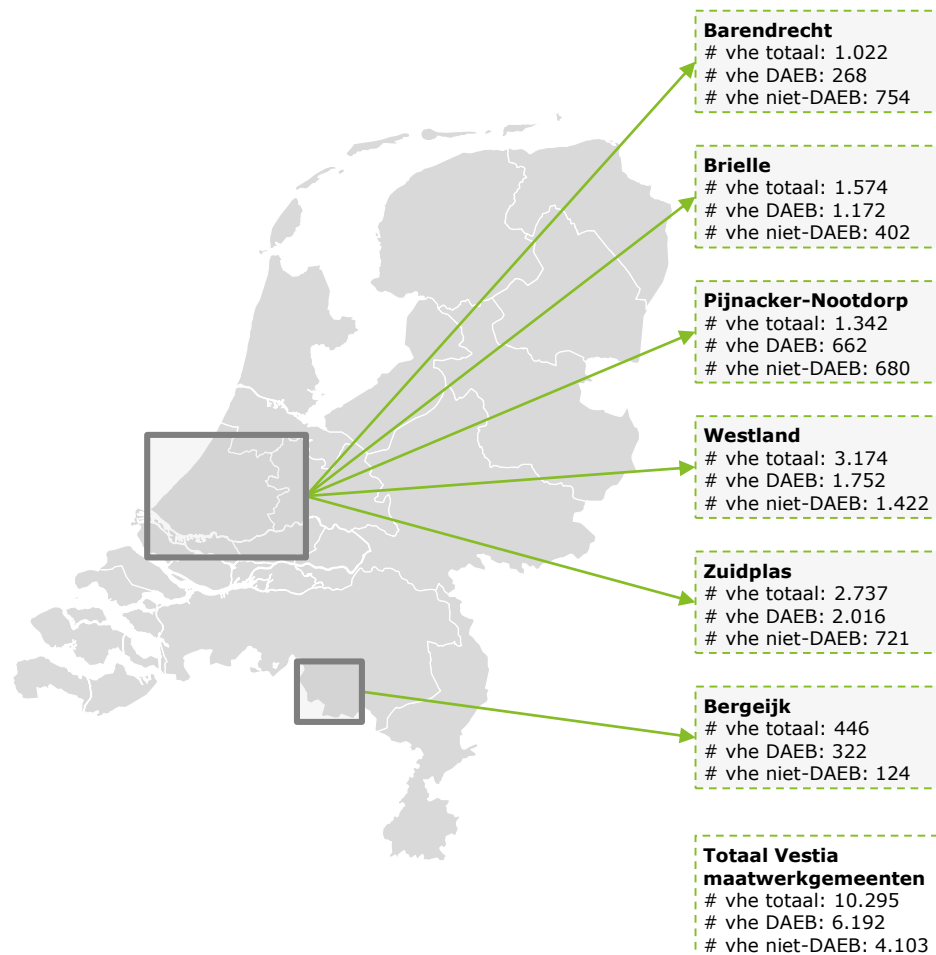 Barendrecht
# vhe totaal: 1.022
# vhe DAEB: 268
# vhe niet-DAEB: 754
Brielle
# vhe totaal: 1.574
# vhe DAEB: 1.172
# vhe niet-DAEB: 402
Pijnacker-Nootdorp
# vhe totaal: 1.342
# vhe DAEB: 662
# vhe niet-DAEB: 680
Westland
# vhe totaal: 3.174
# vhe DAEB: 1.752
# vhe niet-DAEB: 1.422
Zuidplas
# vhe totaal: 2.737
# vhe DAEB: 2.016
# vhe niet-DAEB: 721
Bergeijk
# vhe totaal: 446
# vhe DAEB: 322
# vhe niet-DAEB: 124
Totaal Vestia
maatwerkgemeenten
# vhe totaal: 10.295
# vhe DAEB: 6.192
# vhe niet-DAEB: 4.103